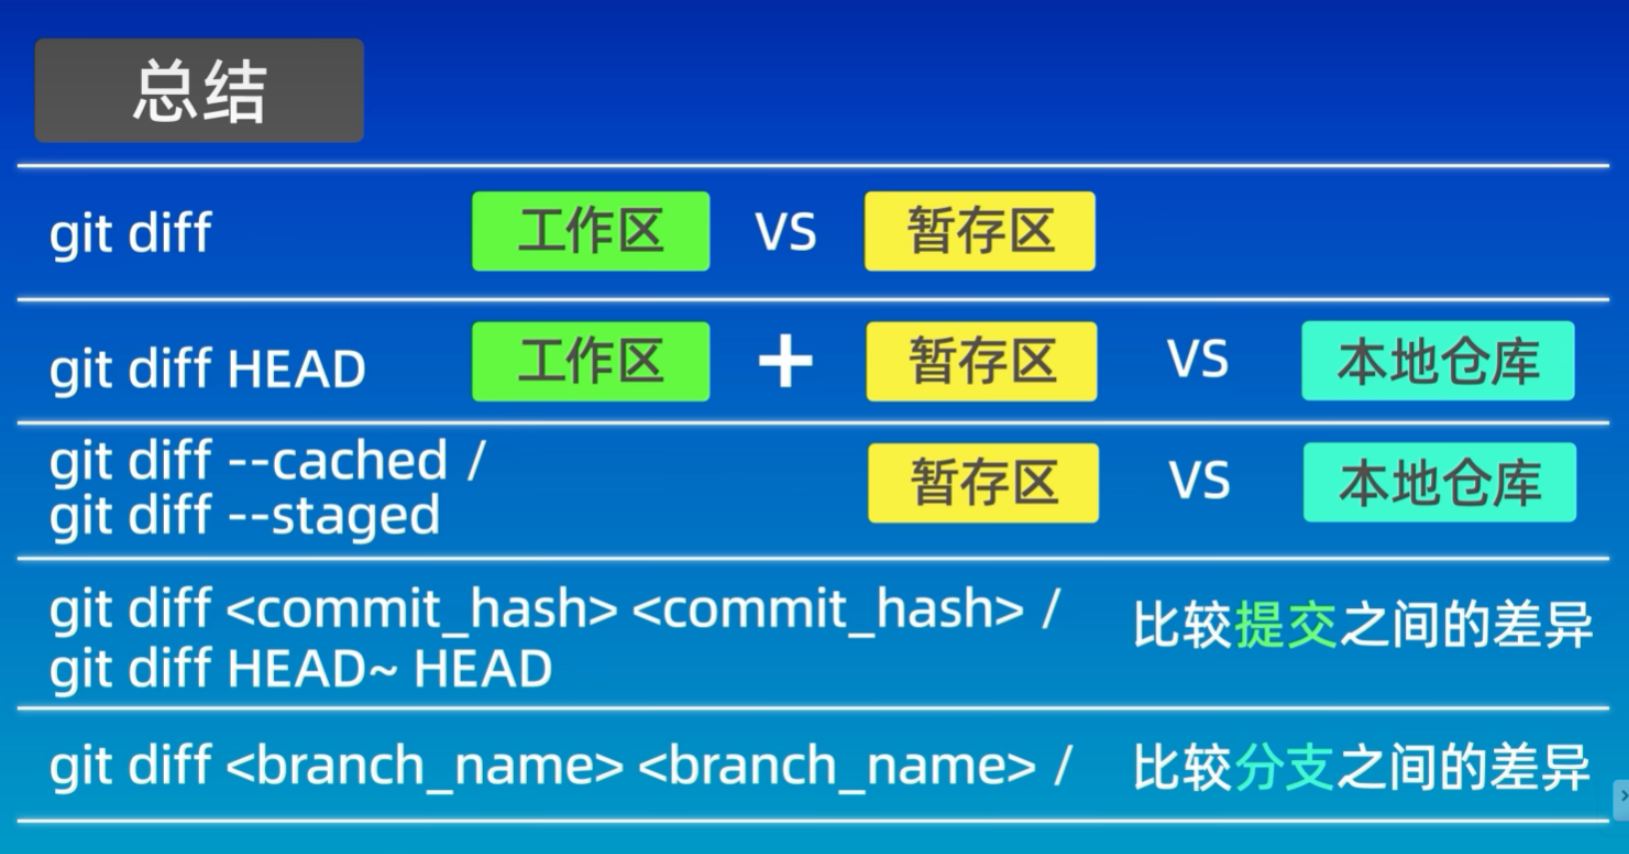 总结
git diff 工作区 VS 暂存区
git diff HEAD 工作区 + 暂存区 VS 本地仓库
git diff --cached /
git diff --staged 暂存区 VS 本地仓库
git diff <commit_hash> <commit_hash> /
git diff HEAD~ HEAD 比较提交之间的差异
git diff <branch_name> <branch_name> / 比较分支之间的差异